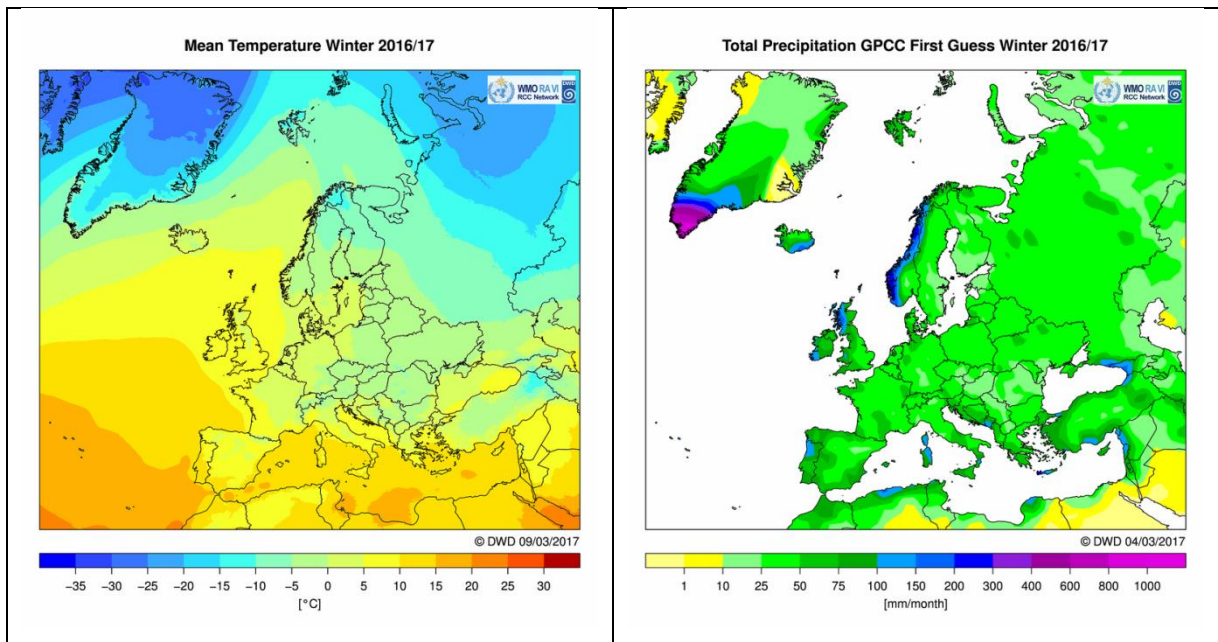 Mean Temperature Winter 2016/17
WMO RA VI
RCC Network
DWD
© DWD 09/03/2017
−35 −30 −25 −20 −15 −10 −5 0 5 10 15 20 25 30
[°C]
Total Precipitation GPCC First Guess Winter 2016/17
WMO RA VI
RCC Network
DWD
© DWD 04/03/2017
1 10 25 50 75 100 150 200 300 400 600 800 1000
[mm/month]